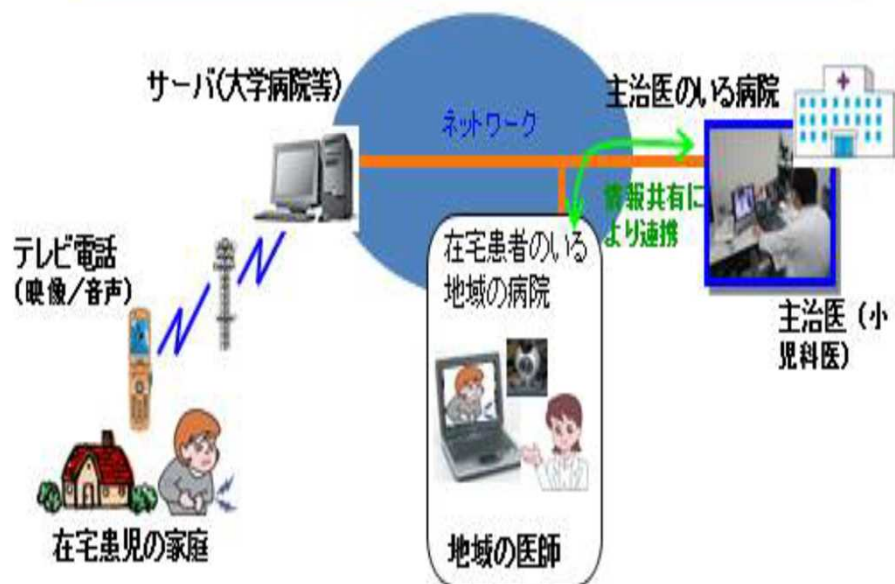 サーバ(大学病院等)
主治医のいる病院
ネットワーク
情報共有に
より連携
テレビ電話
(映像/音声)
在宅患者のいる
地域の病院
主治医(小
児科医)
在宅患児の家庭
地域の医師